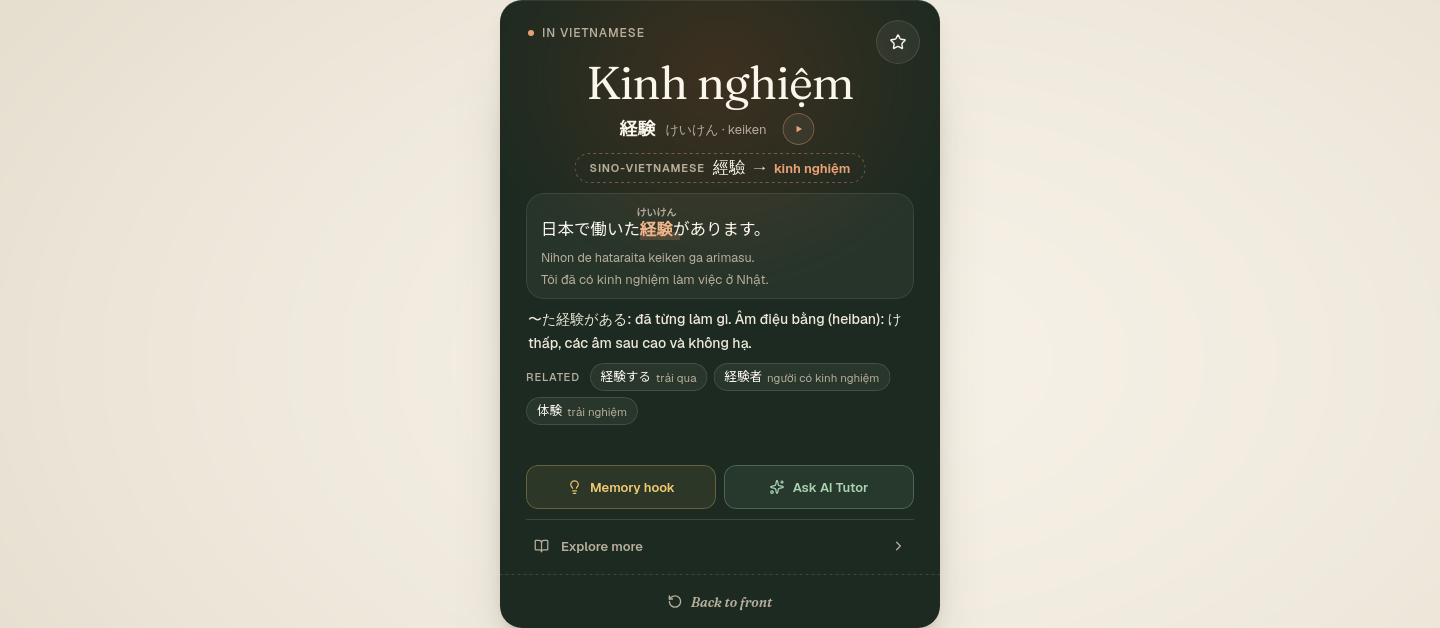 IN VIETNAMESE
Kinh nghiệm
経験 けいけん · keiken
SINO-VIETNAMESE 經驗 → kinh nghiệm
けいけん
日本で働いた経験があります。
Nihon de hataraita keiken ga arimasu.
Tôi đã có kinh nghiệm làm việc ở Nhật.
〜た経験がある: đã từng làm gì. Âm điệu bằng (heiban): け
thấp, các âm sau cao và không hạ.
RELATED 経験する trải qua 経験者 người có kinh nghiệm
体験 trải nghiệm
Memory hook Ask AI Tutor
Explore more
Back to front